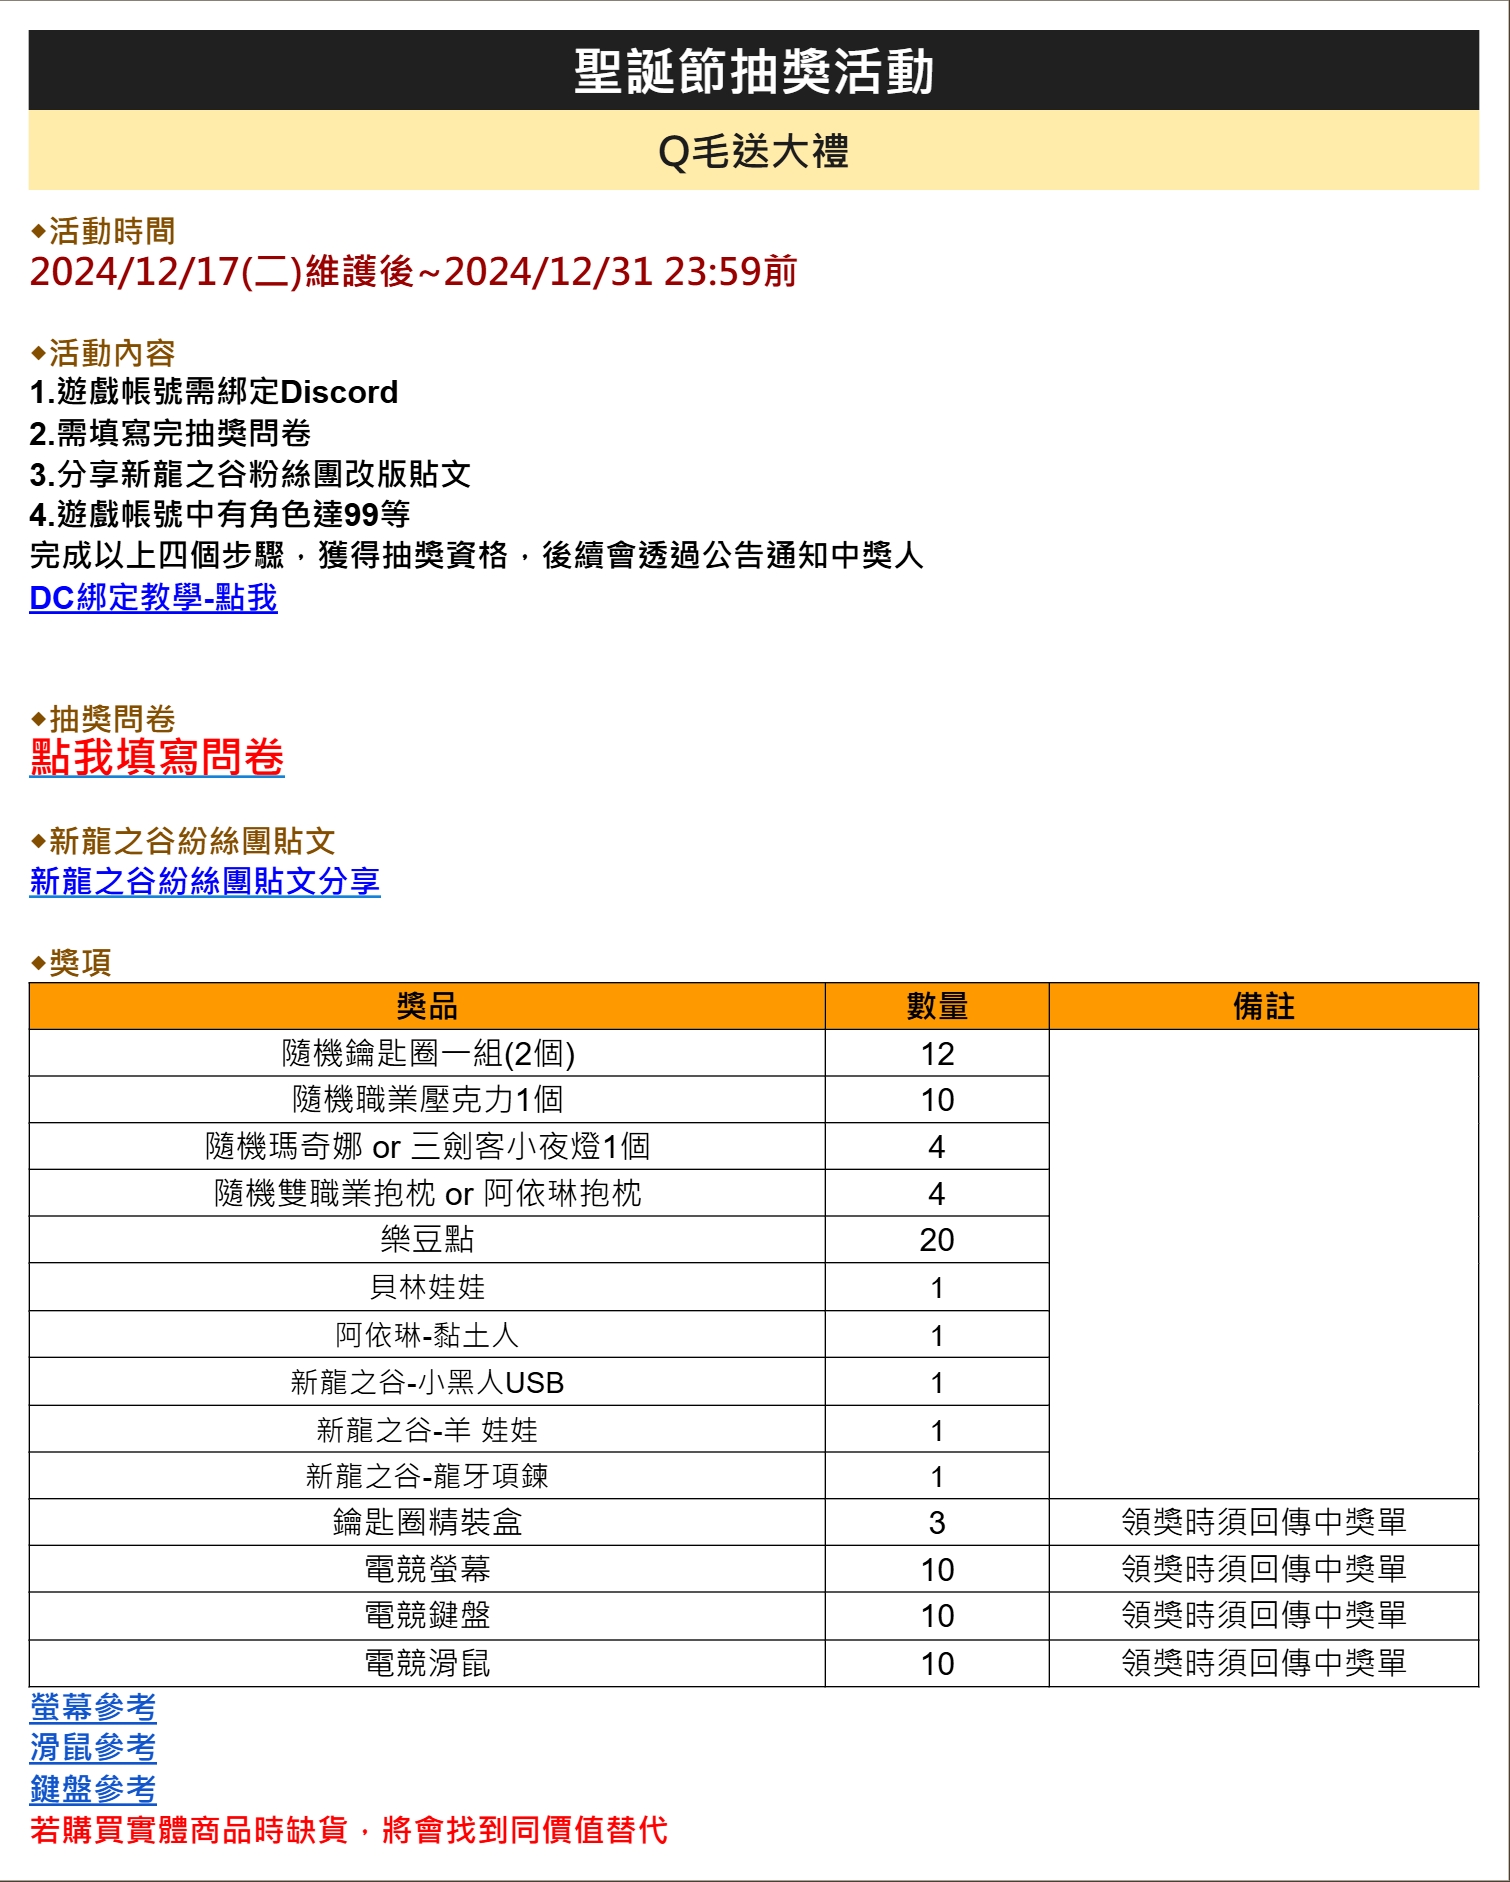 聖誕節抽獎活動
Q毛送大禮
◆活動時間
2024/12/17(二)維護後~2024/12/31 23:59前
◆活動內容
1.遊戲帳號需綁定Discord
2.需填寫完抽獎問卷
3.分享新龍之谷粉絲團改版貼文
4.遊戲帳號中有角色達99等
完成以上四個步驟，獲得抽獎資格，後續會透過公告通知中獎人
DC綁定教學-點我
◆抽獎問卷
點我填寫問卷
◆新龍之谷紛絲團貼文
新龍之谷紛絲團貼文分享
◆獎項
獎品 數量 備註
隨機鑰匙圈一組(2個) 12
隨機職業壓克力1個 10
隨機瑪奇娜 or 三劍客小夜燈1個 4
隨機雙職業抱枕 or 阿依琳抱枕 4
樂豆點 20
貝林娃娃 1
阿依琳-黏土人 1
新龍之谷-小黑人USB 1
新龍之谷-羊 娃娃 1
新龍之谷-龍牙項鍊 1
鑰匙圈精裝盒 3 領獎時須回傳中獎單
電競螢幕 10 領獎時須回傳中獎單
電競鍵盤 10 領獎時須回傳中獎單
電競滑鼠 10 領獎時須回傳中獎單
螢幕參考
滑鼠參考
鍵盤參考
若購買實體商品時缺貨，將會找到同價值替代